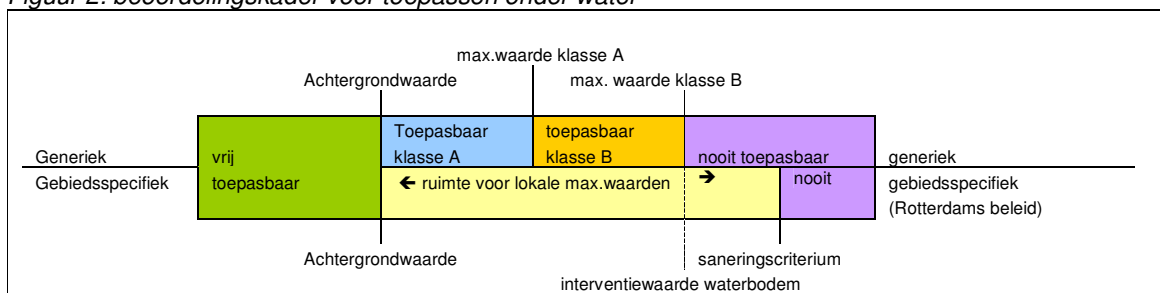 Figuur 2: beoordelingskader voor toepassen onder water
max.waarde klasse A
Achtergrondwaarde
max. waarde klasse B
Toepasbaar
klasse A
toepasbaar
klasse B
Generiek
vrij
toepasbaar
nooit toepasbaar
generiek
Gebiedsspecifiek
← ruimte voor lokale max.waarden
→
nooit
gebiedsspecifiek
(Rotterdams beleid)
Achtergrondwaarde
saneringscriterium
interventiewaarde waterbodem